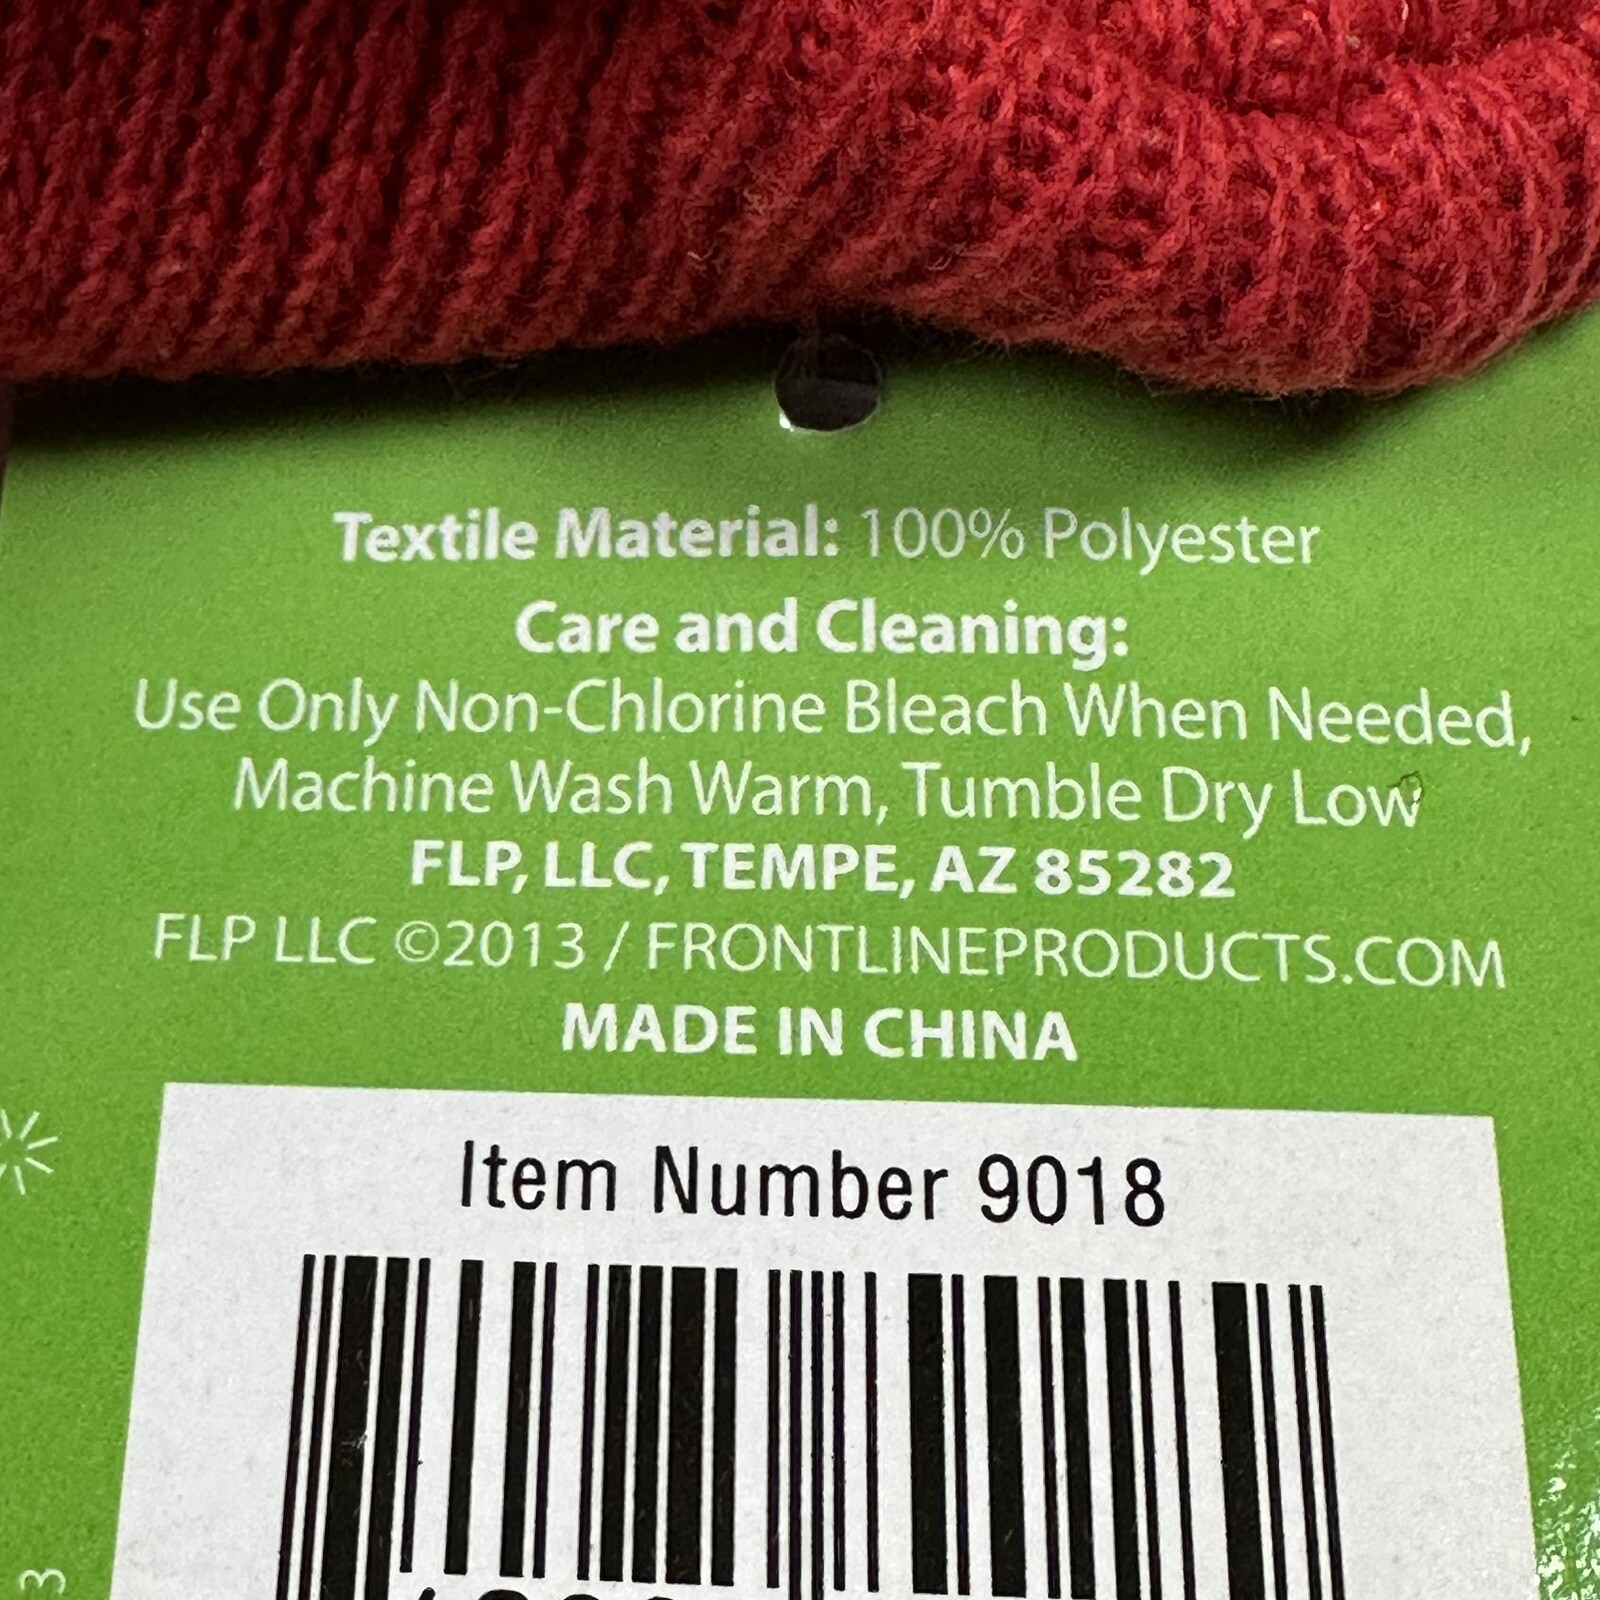 Textile Material: 100% Polyester
Care and Cleaning:
Use Only Non-Chlorine Bleach When Needed,
Machine Wash Warm, Tumble Dry Low
FLP, LLC, TEMPE, AZ 85282
FLP LLC ©2013 / FRONTLINEPRODUCTS.COM
MADE IN CHINA
Item Number 9018
3